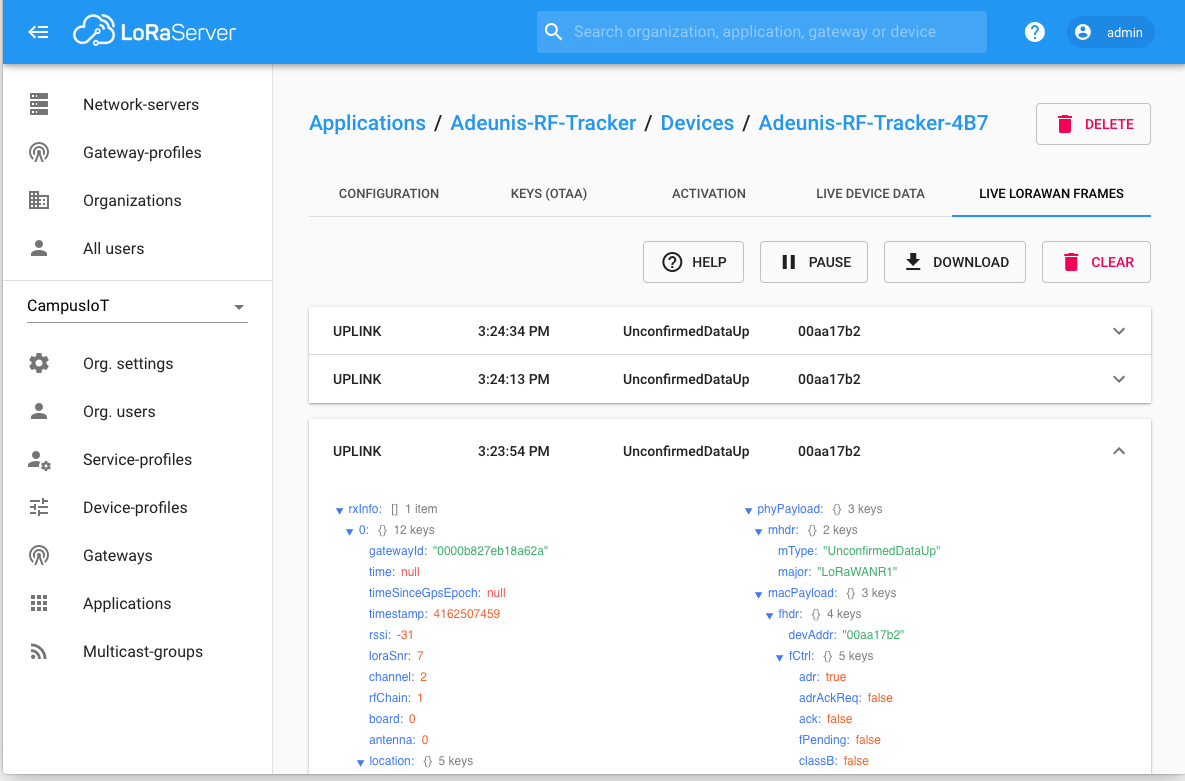 LoRaServer
Search organization, application, gateway or device
? admin
Network-servers
Gateway-profiles
Organizations
All users
CampusIoT
Org. settings
Org. users
Service-profiles
Device-profiles
Gateways
Applications
Multicast-groups
Applications / Adeunis-RF-Tracker / Devices / Adeunis-RF-Tracker-4B7
DELETE
CONFIGURATION KEYS (OTAA) ACTIVATION LIVE DEVICE DATA LIVE LORAWAN FRAMES
? HELP PAUSE DOWNLOAD CLEAR
UPLINK 3:24:34 PM UnconfirmedDataUp 00aa17b2
UPLINK 3:24:13 PM UnconfirmedDataUp 00aa17b2
UPLINK 3:23:54 PM UnconfirmedDataUp 00aa17b2
rxInfo: [] 1 item
0: {} 12 keys
gatewayId: "0000b827eb18a62a"
time: null
timeSinceGpsEpoch: null
timestamp: 4162507459
rssi: -31
loraSnr: 7
channel: 2
rfChain: 1
board: 0
antenna: 0
location: {} 5 keys
phyPayload: {} 3 keys
mhdr: {} 2 keys
mType: "UnconfirmedDataUp"
major: "LoRaWANR1"
macPayload: {} 3 keys
fhdr: {} 4 keys
devAddr: "00aa17b2"
fCtrl: {} 5 keys
adr: true
adrAckReq: false
ack: false
fPending: false
classB: false